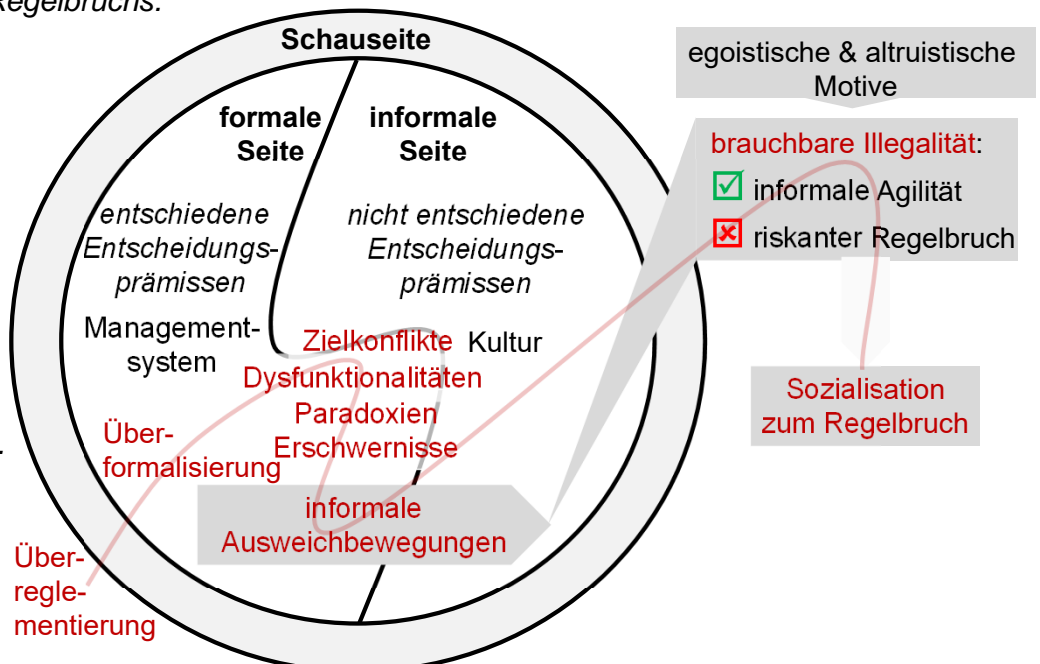 Regelbruchs.
Schauseite
formale
Seite
informale
Seite
entschiedene
Entscheidungs-
prämissen
nicht entschiedene
Entscheidungs-
prämissen
Management-
system
Zielkonflikte
Kultur
Dysfunktionalitäten
Paradoxien
Erschwernisse
Über-
formalisierung
informale
Ausweichbewegungen
Über-
regle-
mentierung
egoistische & altruistische
Motive
brauchbare Illegalität:
informale Agilität
riskanter Regelbruch
Sozialisation
zum Regelbruch